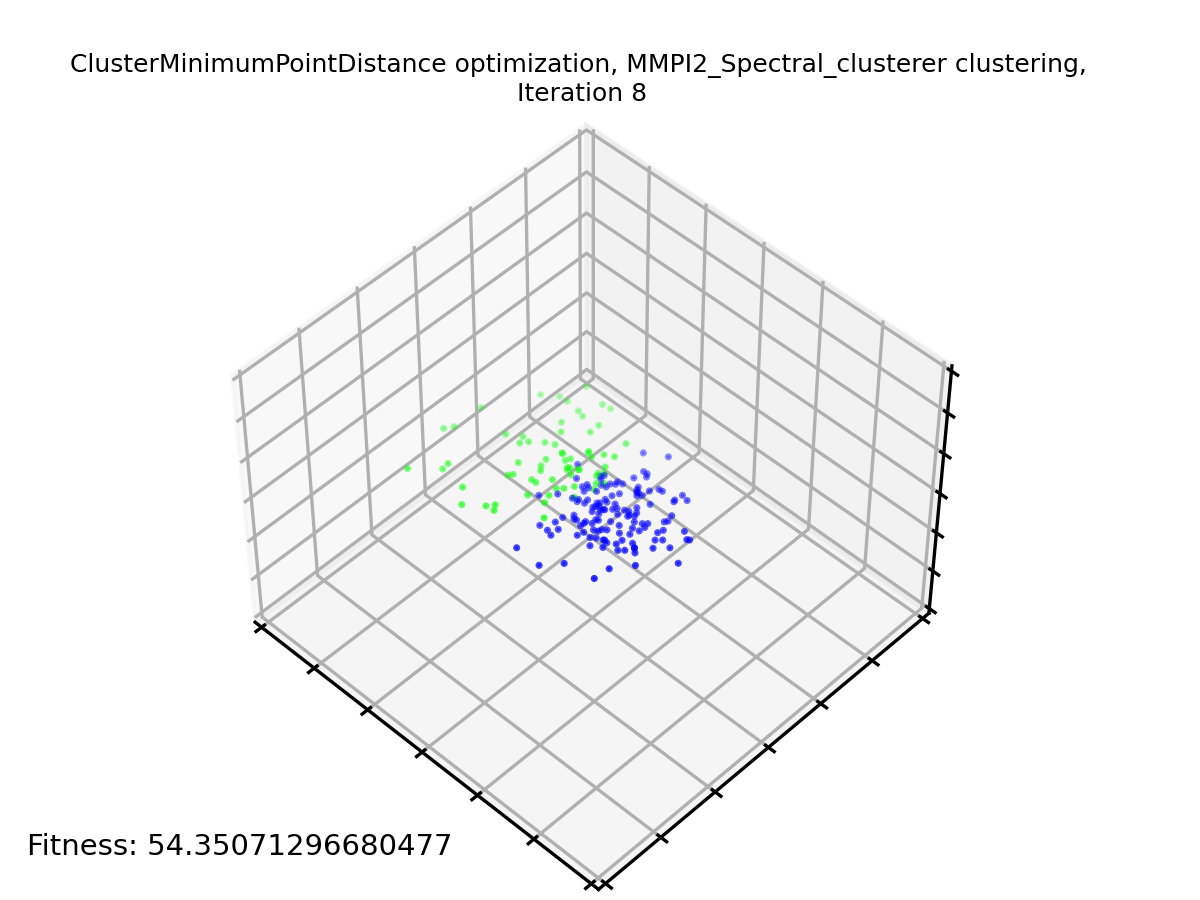 ClusterMinimumPointDistance optimization, MMPI2_Spectral_clusterer clustering,
Iteration 8
Fitness: 54.35071296680477